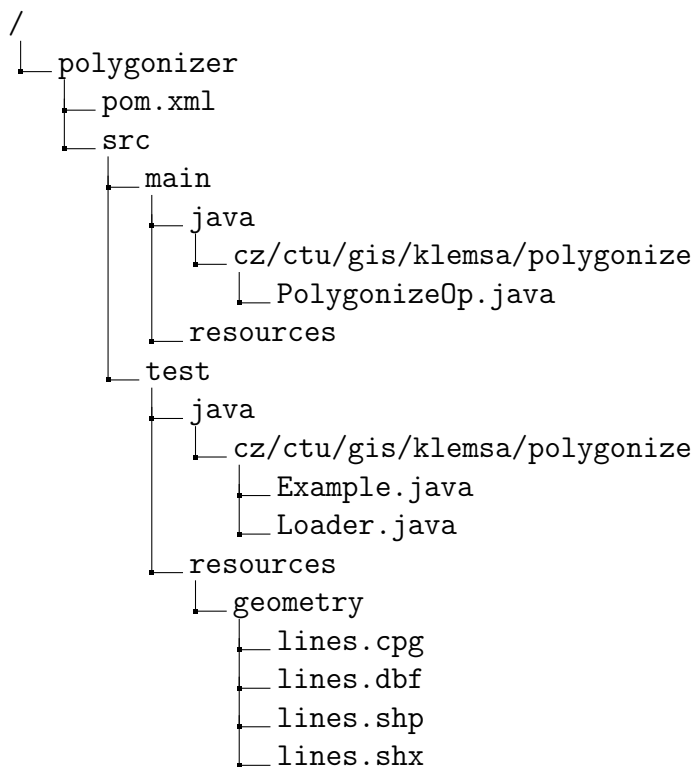 /
polygonizer
pom.xml
src
main
java
cz/ctu/gis/klemsa/polygonize
PolygonizeOp.java
resources
test
java
cz/ctu/gis/klemsa/polygonize
Example.java
Loader.java
resources
geometry
lines.cpg
lines.dbf
lines.shp
lines.shx